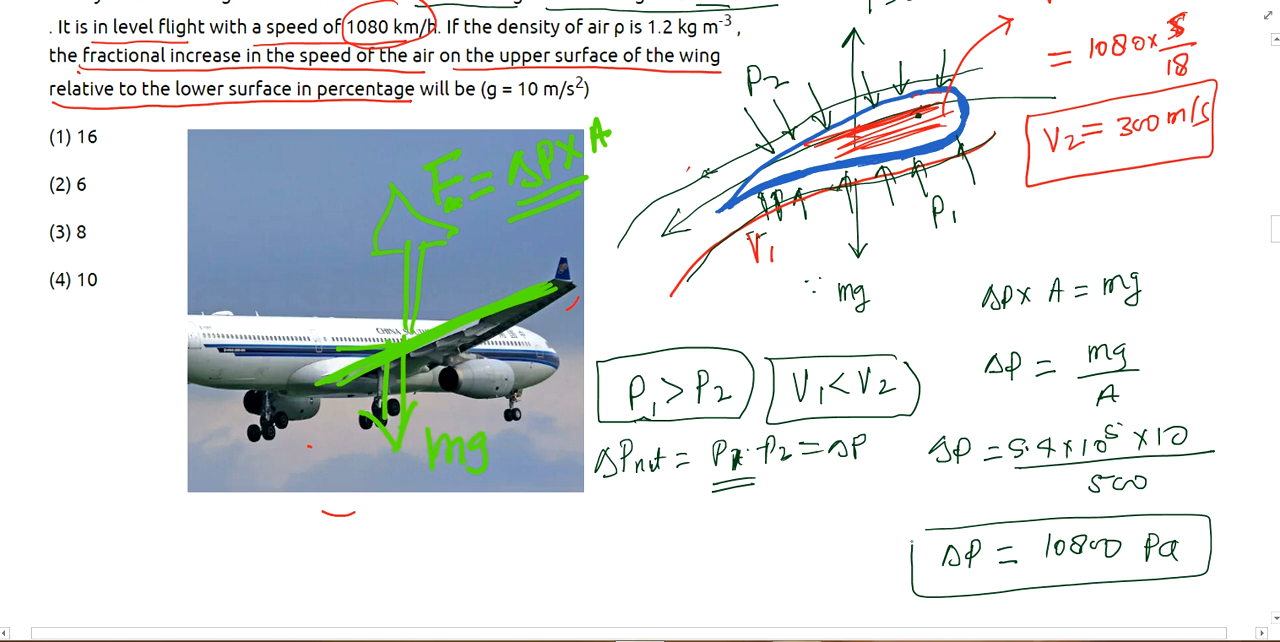 . It is in level flight with a speed of 1080 km/h. If the density of air ρ is 1.2 kg m⁻³ ,
the fractional increase in the speed of the air on the upper surface of the wing
relative to the lower surface in percentage will be (g = 10 m/s²)
(1) 16
(2) 6
(3) 8
(4) 10
F = ΔP x A
mg
CHINA
P2
P1
V1
mg
= 1080 x 5/18
V2 = 300 m/s
P1 > P2
V1 < V2
ΔPnet = P1 - P2 = ΔP
ΔP x A = mg
ΔP = mg/A
ΔP = 5.4 x 10⁵ x 10/500
ΔP = 10800 Pa